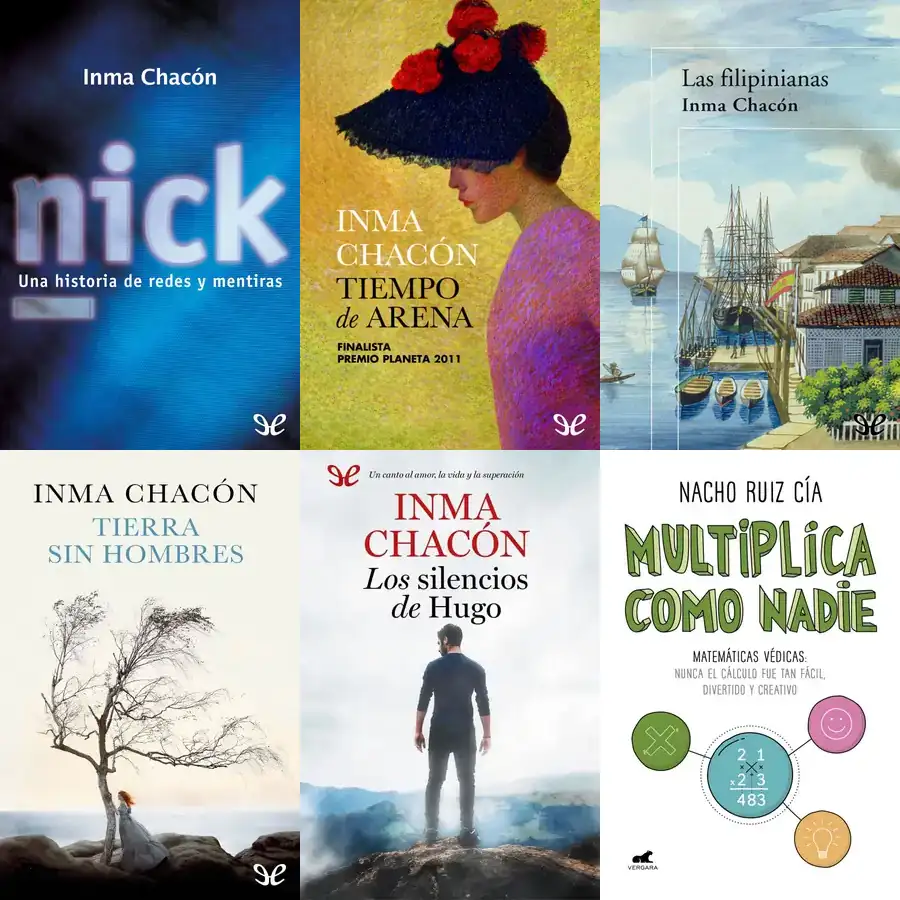 Inma Chacón
nick
Una historia de redes y mentiras
INMA
CHACÓN
TIEMPO
de ARENA
FINALISTA
PREMIO PLANETA 2011
Las filipinianas
Inma Chacón
INMA CHACÓN
TIERRA
SIN HOMBRES
Un canto al amor, la vida y la superación
INMA
CHACÓN
Los silencios
de Hugo
NACHO RUIZ CÍA
MULTIPLICA
COMO NADIE
MATEMÁTICAS VÉDICAS:
NUNCA EL CÁLCULO FUE TAN FÁCIL,
DIVERTIDO Y CREATIVO
2 1
x 2 3
483
VERGARA